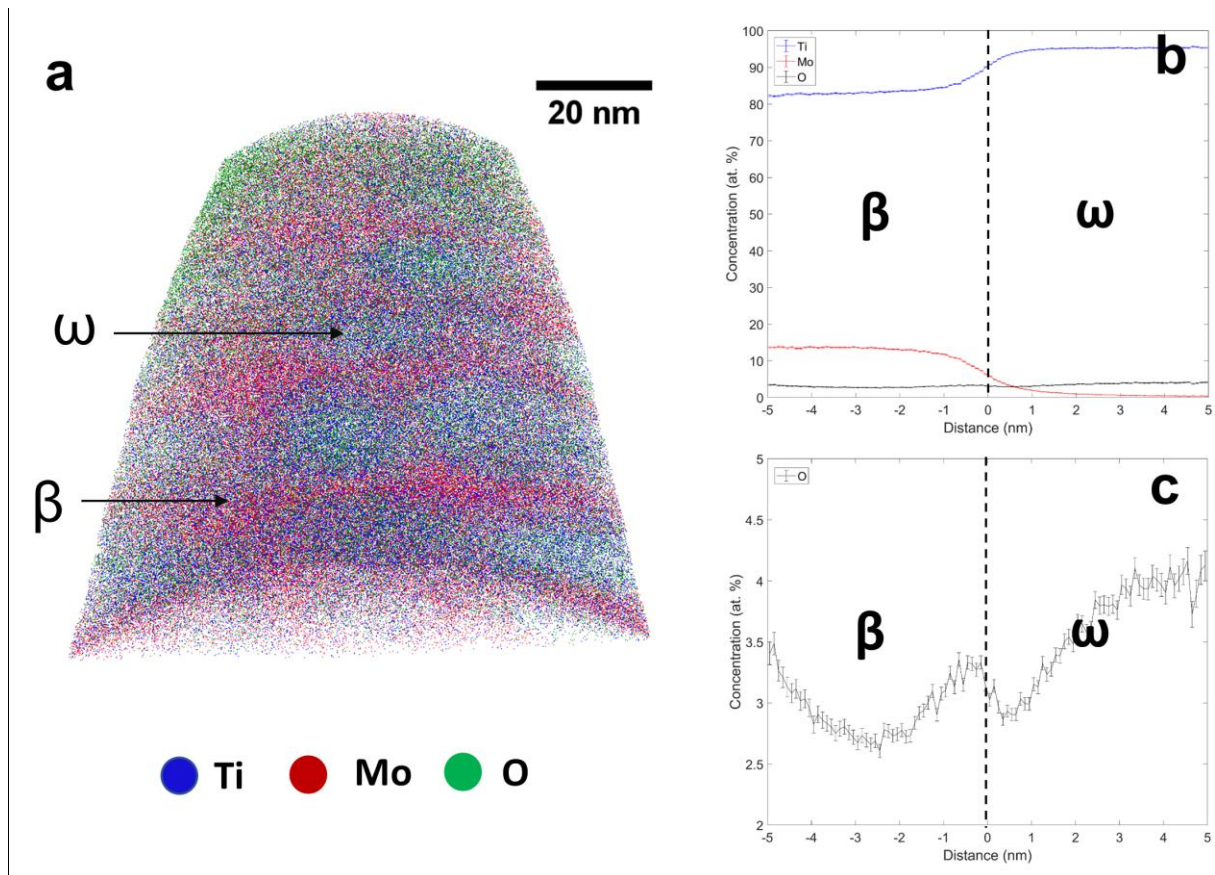 a
20 nm
ω
β
Ti Mo O
b
Ti
Mo
O
100
90
80
70
60
50
40
30
20
10
0
Concentration (at. %)
β ω
-5 -4 -3 -2 -1 0 1 2 3 4 5
Distance (nm)
c
O
5
4.5
4
3.5
3
2.5
2
Concentration (at. %)
β ω
-5 -4 -3 -2 -1 0 1 2 3 4 5
Distance (nm)